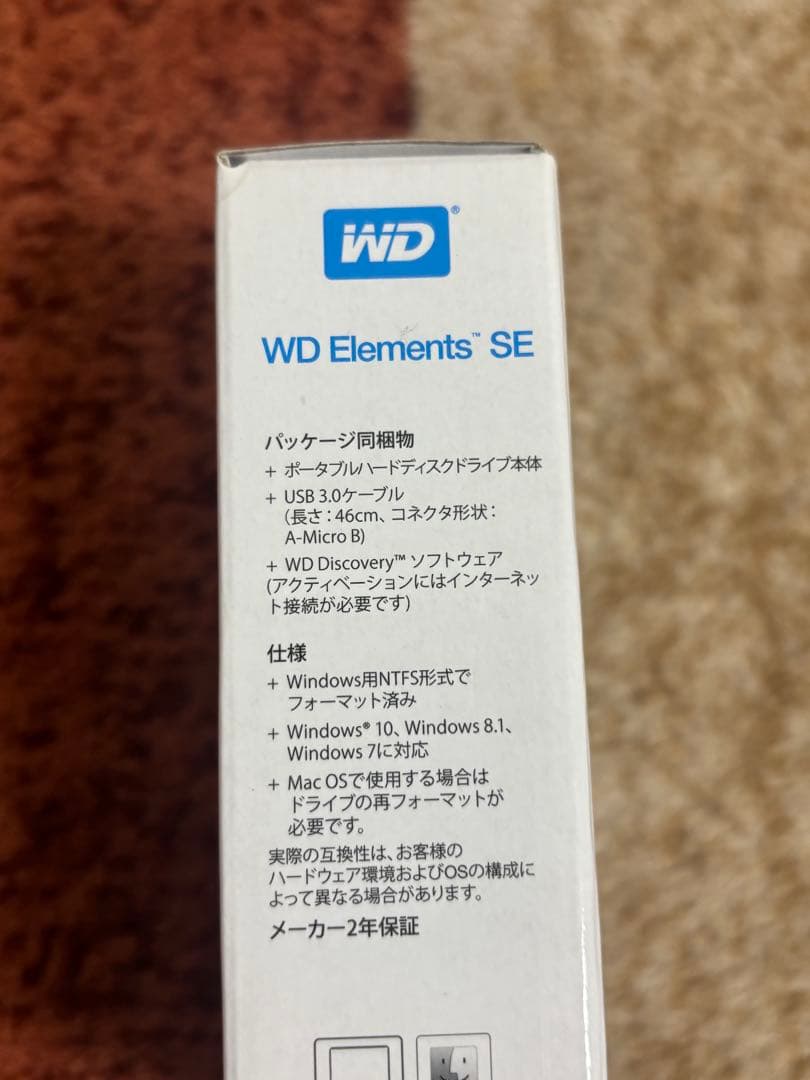 WD®
WD Elements™ SE
パッケージ同梱物
+ ポータブルハードディスクドライブ本体
+ USB 3.0ケーブル
(長さ：46cm、コネクタ形状：
A-Micro B)
+ WD Discovery™ ソフトウェア
(アクティベーションにはインターネッ
ト接続が必要です)
仕様
+ Windows用NTFS形式で
フォーマット済み
+ Windows® 10、Windows 8.1、
Windows 7に対応
+ Mac OSで使用する場合は
ドライブの再フォーマットが
必要です。
実際の互換性は、お客様の
ハードウェア環境およびOSの構成に
よって異なる場合があります。
メーカー2年保証